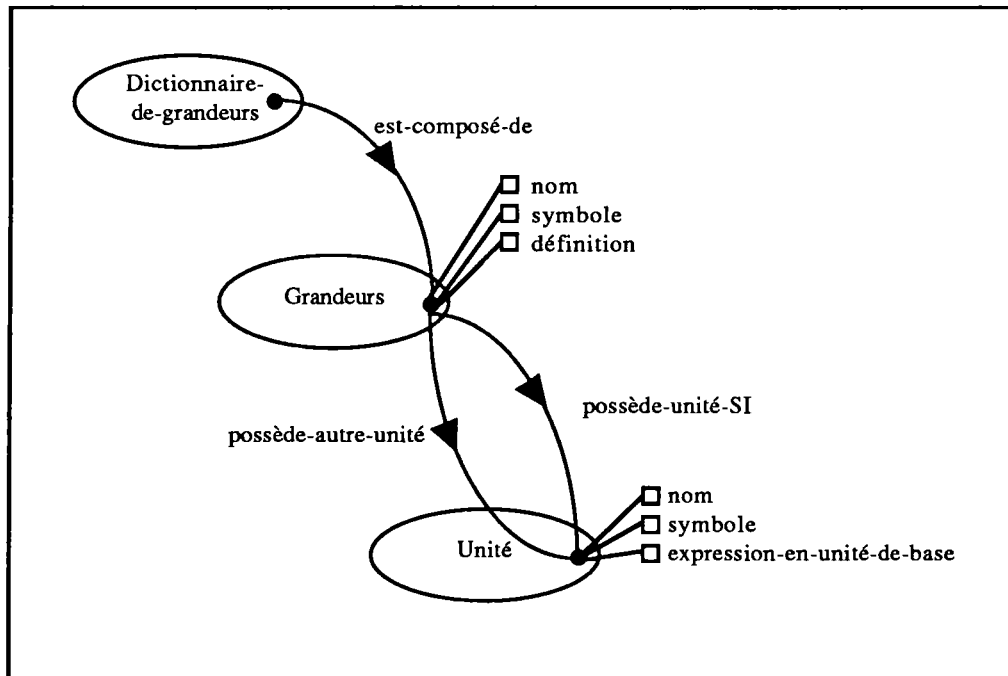 Dictionnaire-
de-grandeurs
est-composé-de
nom
symbole
définition
Grandeurs
possède-unité-SI
possède-autre-unité
nom
symbole
Unité
expression-en-unité-de-base